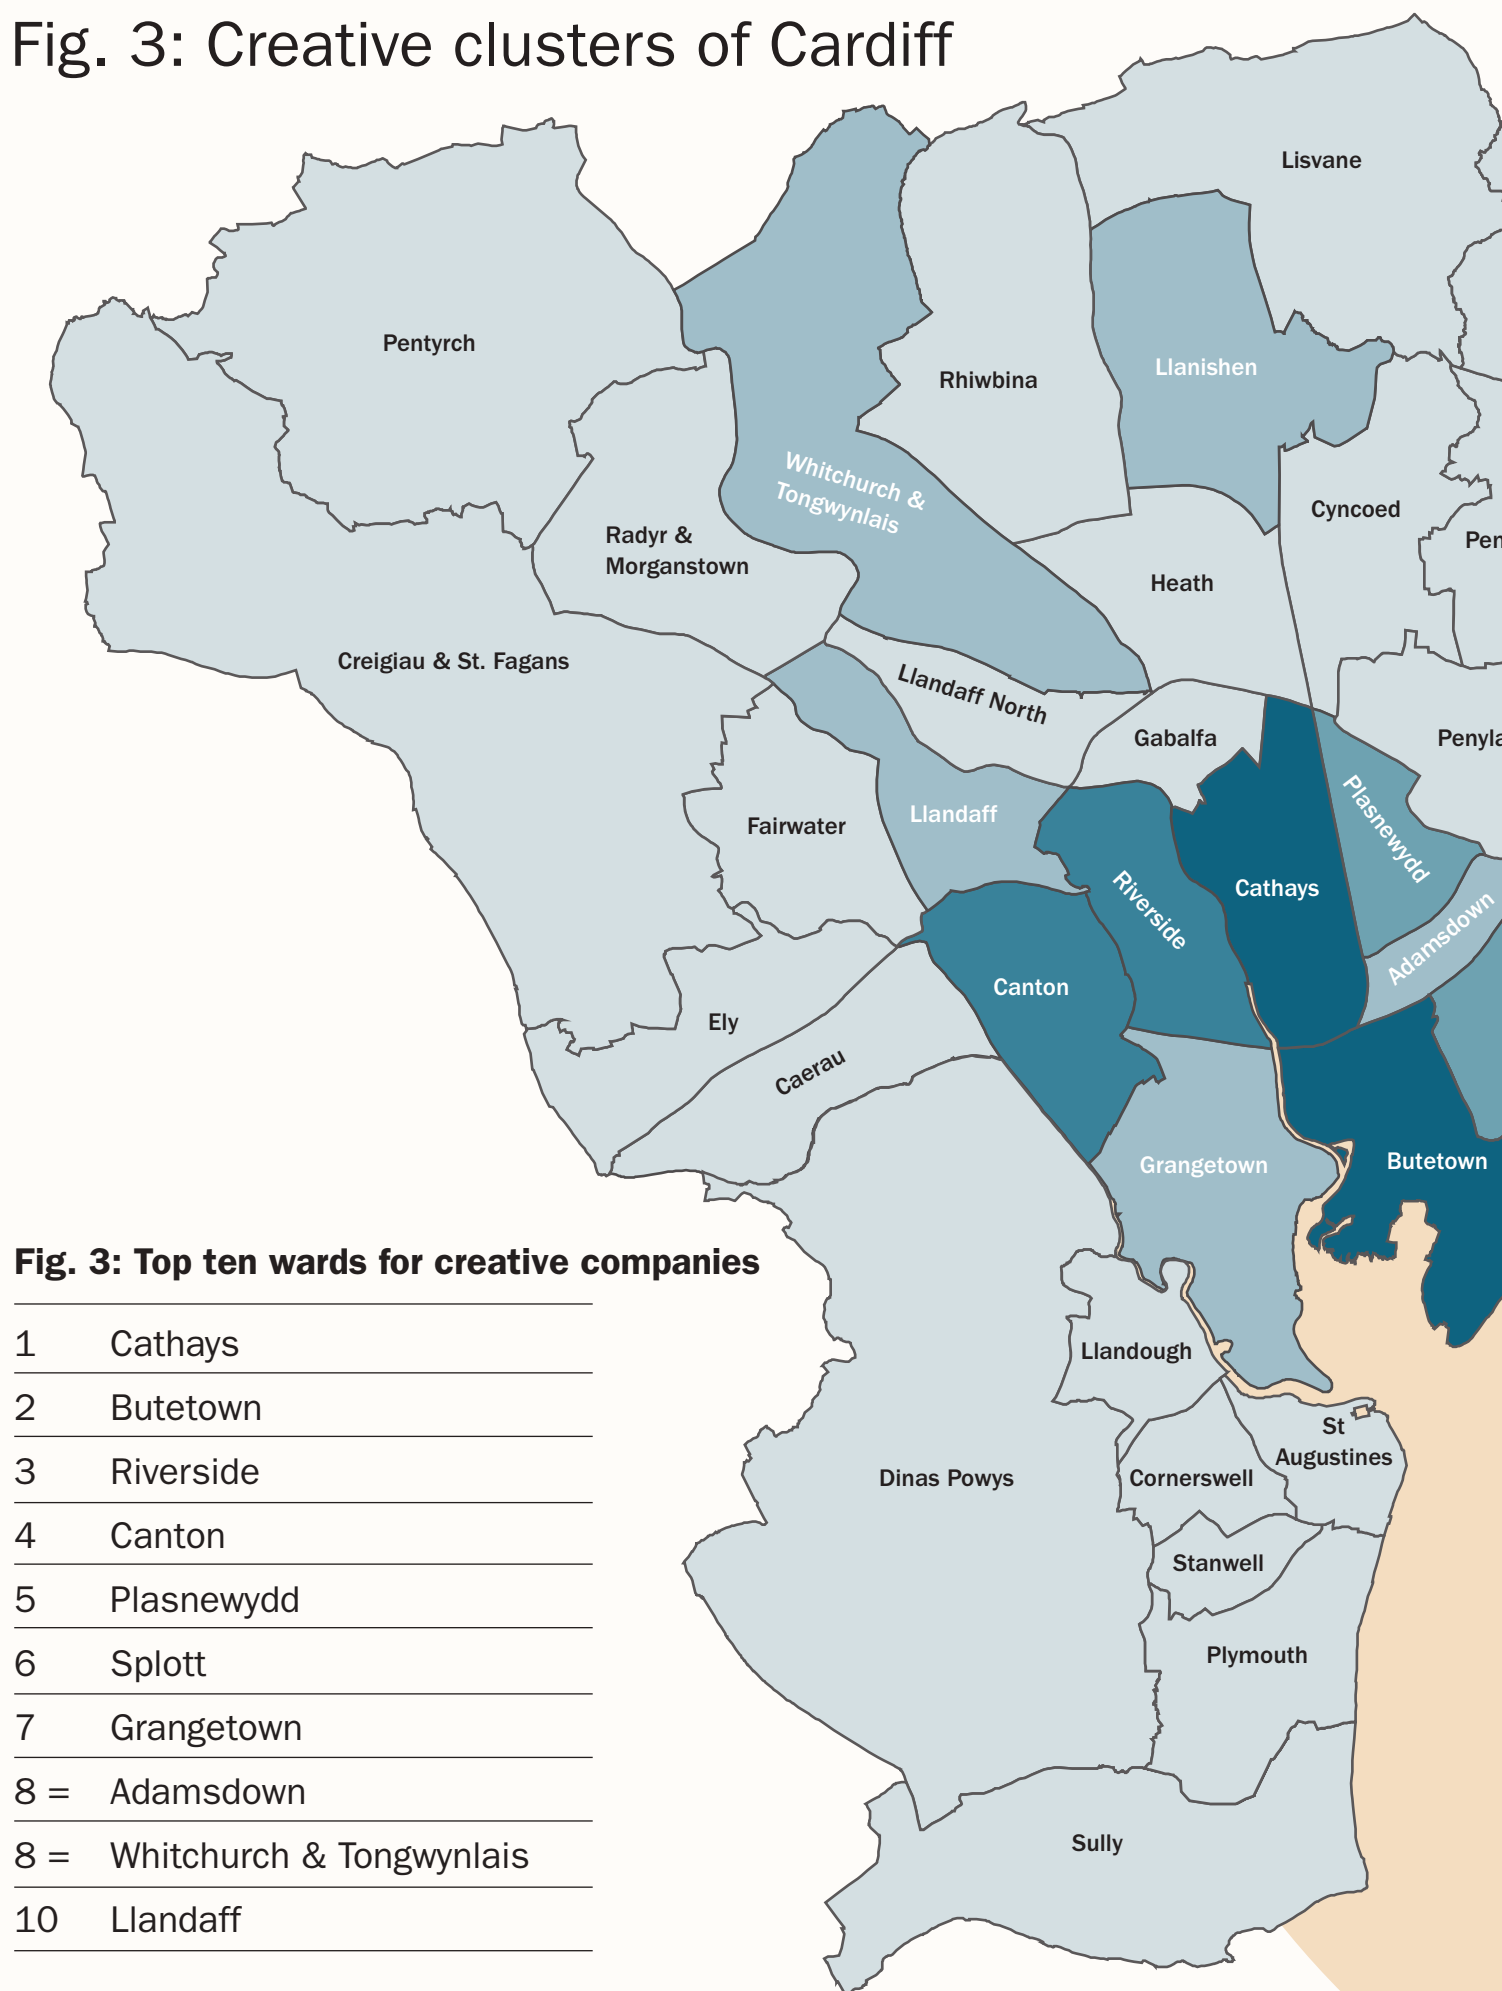 Fig. 3: Creative clusters of Cardiff
Lisvane
Pentyrch
Rhiwbina
Llanishen
Whitchurch &
Tongwynlais
Cyncoed
Radyr &
Morganstown
Pen
Heath
Creigiau & St. Fagans
Llandaff North
Gabalfa
Penyla
Plasnewydd
Llandaff
Fairwater
Riverside
Cathays
Adamsdown
Canton
Ely
Caerau
Grangetown
Butetown
Llandough
St
Augustines
Dinas Powys
Cornerswell
Stanwell
Plymouth
Sully
Fig. 3: Top ten wards for creative companies
1 Cathays
2 Butetown
3 Riverside
4 Canton
5 Plasnewydd
6 Splott
7 Grangetown
8 = Adamsdown
8 = Whitchurch & Tongwynlais
10 Llandaff